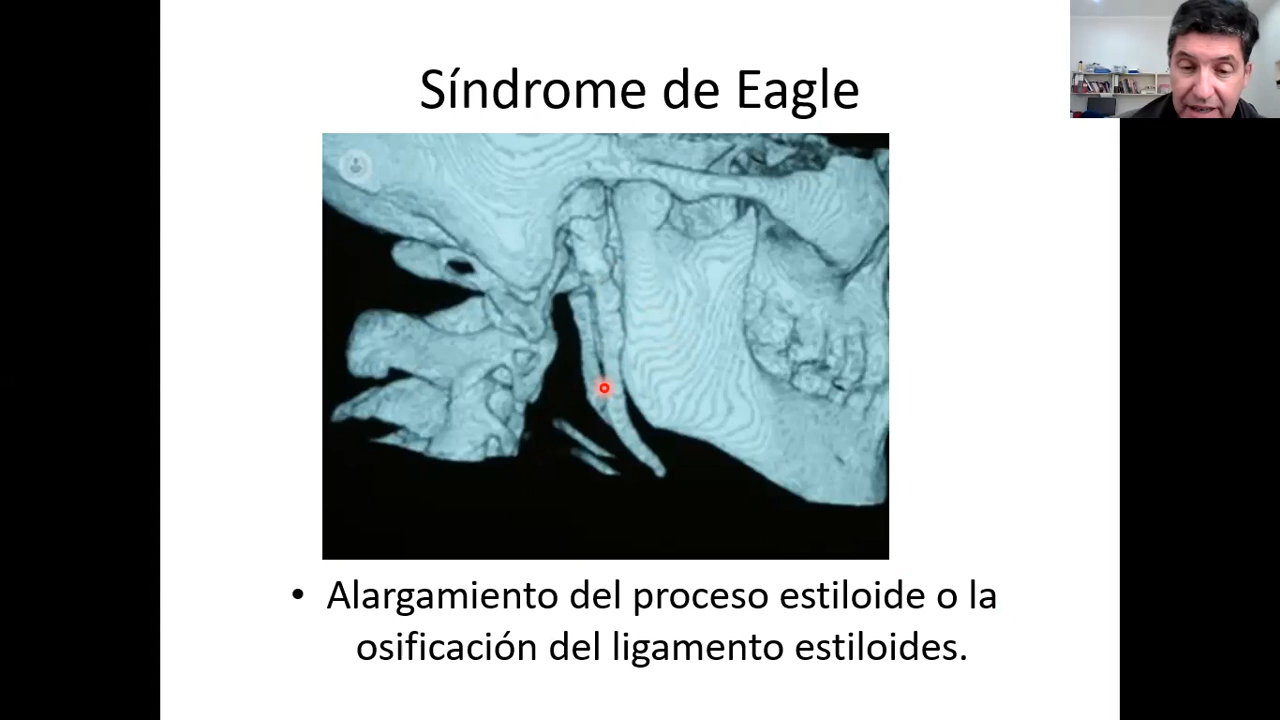 Síndrome de Eagle
• Alargamiento del proceso estiloide o la
osificación del ligamento estiloides.